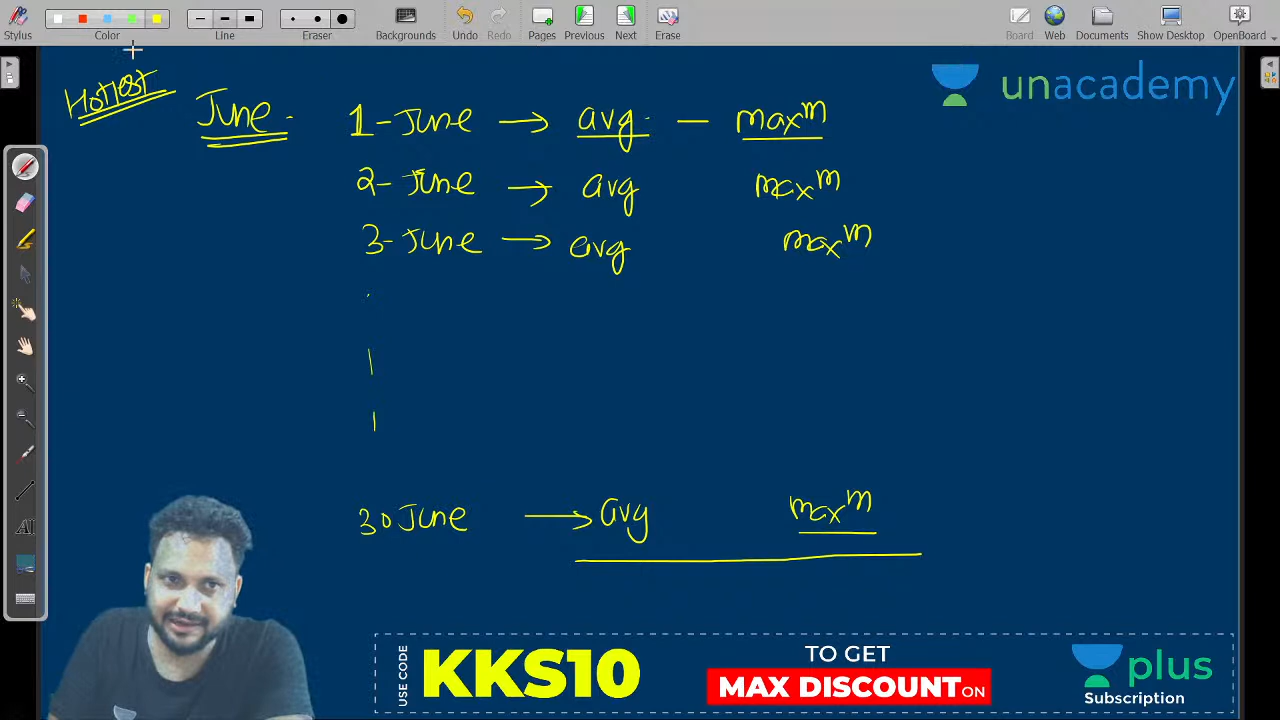 Stylus
Color
Line
Eraser
Backgrounds
Undo
Redo
Pages
Previous
Next
Erase
Board
Web
Documents
Show Desktop
OpenBoard
unacademy
Hottest
June. 1-June → avg. — maxᵐ
2-June → avg maxᵐ
3-June → avg maxᵐ
30 June → avg maxᵐ
USE CODE
KKS10
TO GET
MAX DISCOUNT ON
plus
Subscription